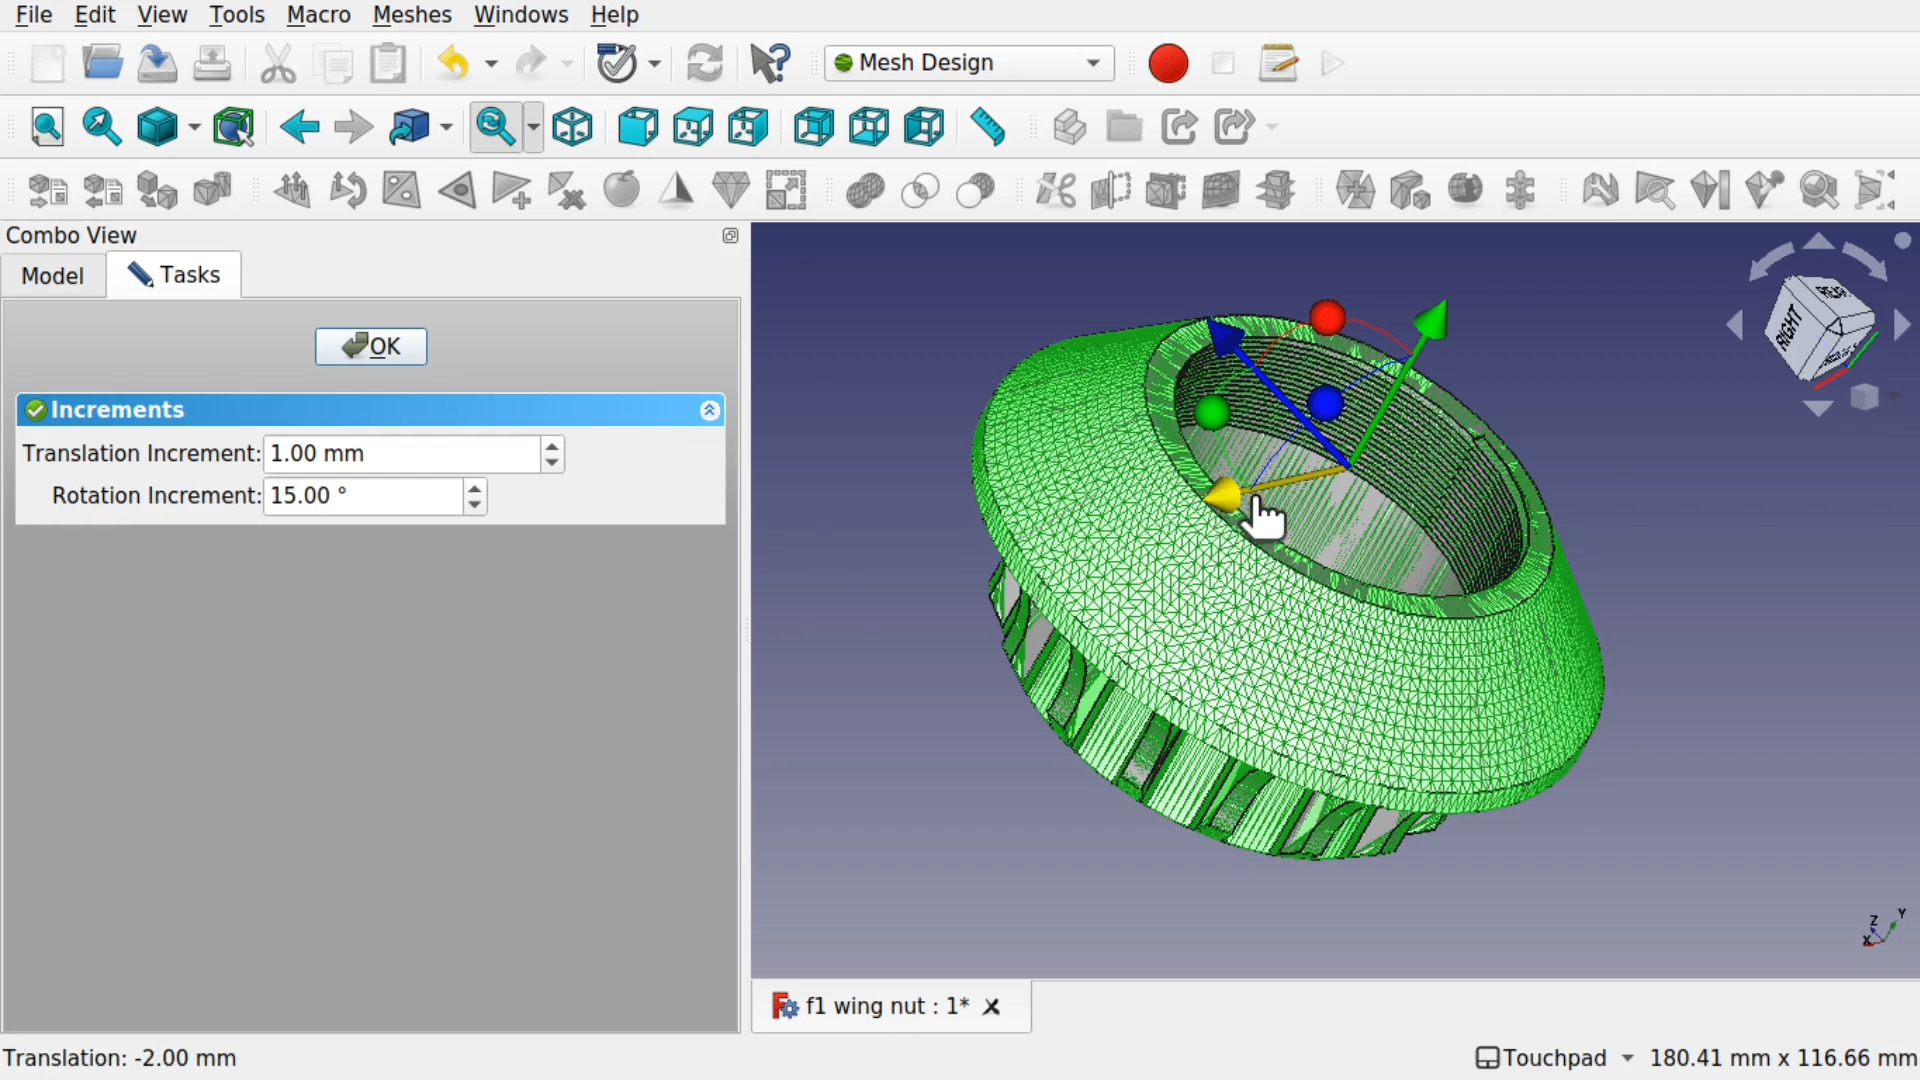 File Edit View Tools Macro Meshes Windows Help
Mesh Design
Combo View
Model Tasks
OK
Increments
Translation Increment: 1.00 mm
Rotation Increment: 15.00 °
RIGHT
REAR
Z Y
X
f1 wing nut : 1*
Translation: -2.00 mm
Touchpad 180.41 mm x 116.66 mm